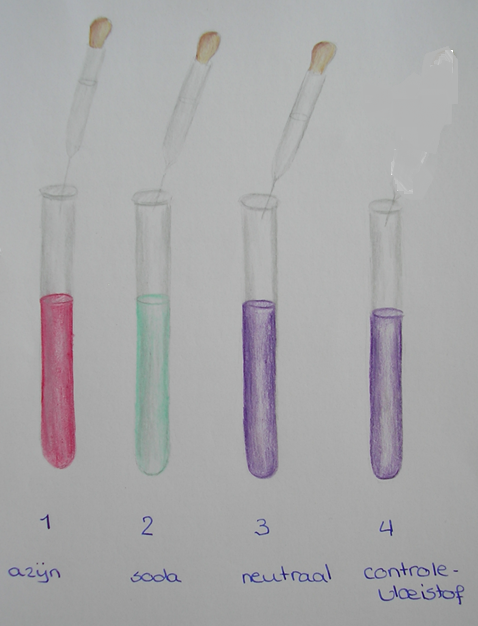 1 2 3 4
azijn soda neutraal controle-
vloeistof